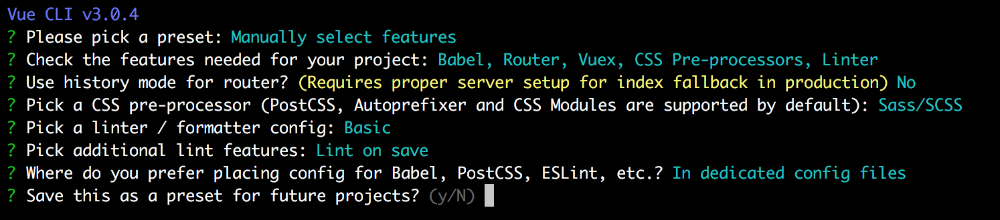 Vue CLI v3.0.4
? Please pick a preset: Manually select features
? Check the features needed for your project: Babel, Router, Vuex, CSS Pre-processors, Linter
? Use history mode for router? (Requires proper server setup for index fallback in production) No
? Pick a CSS pre-processor (PostCSS, Autoprefixer and CSS Modules are supported by default): Sass/SCSS
? Pick a linter / formatter config: Basic
? Pick additional lint features: Lint on save
? Where do you prefer placing config for Babel, PostCSS, ESLint, etc.? In dedicated config files
? Save this as a preset for future projects? (y/N)